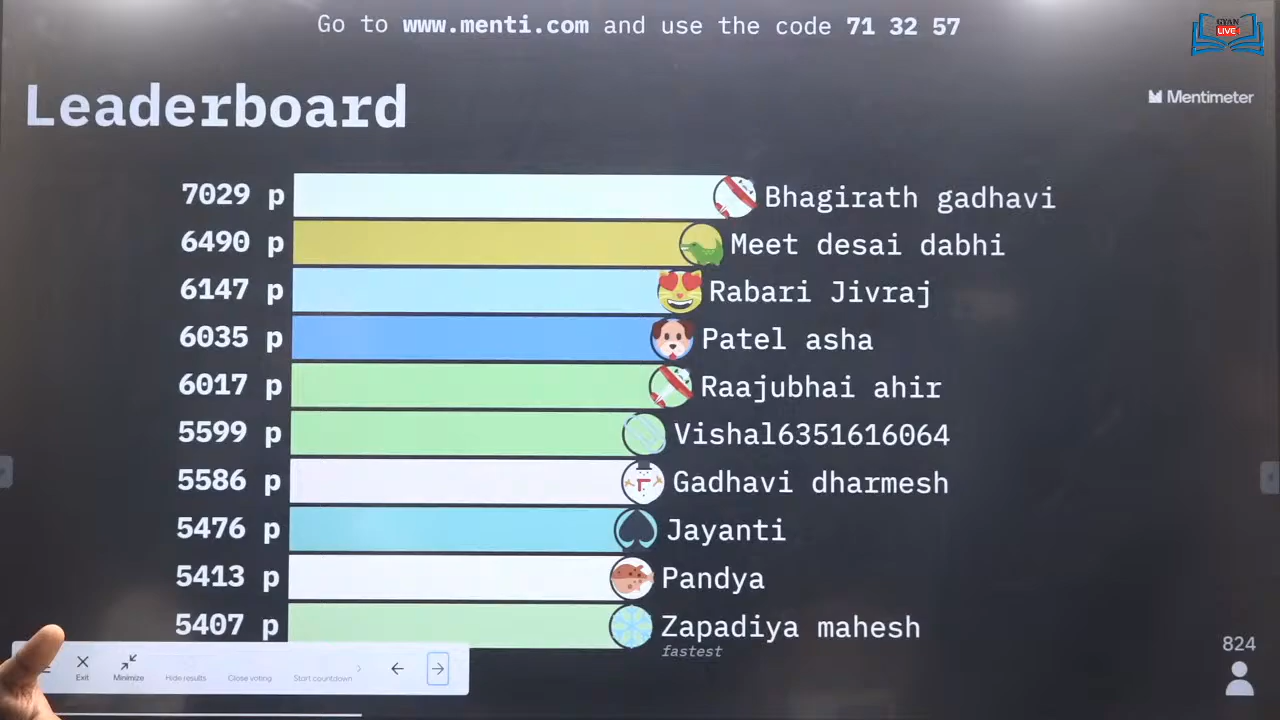 Go to www.menti.com and use the code 71 32 57
GYAN
LIVE
Leaderboard
Mentimeter
7029 p Bhagirath gadhavi
6490 p Meet desai dabhi
6147 p Rabari Jivraj
6035 p Patel asha
6017 p Raajubhai ahir
5599 p Vishal6351616064
5586 p Gadhavi dharmesh
5476 p Jayanti
5413 p Pandya
5407 p Zapadiya mahesh
fastest
824
Exit Minimize Hide results Close voting Start countdown